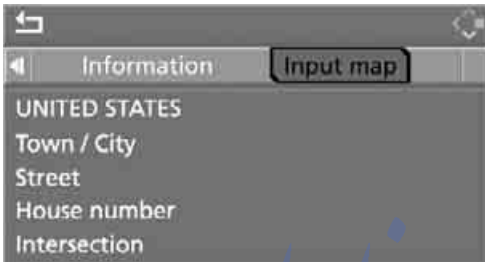 Information Input map
UNITED STATES
Town / City
Street
House number
Intersection